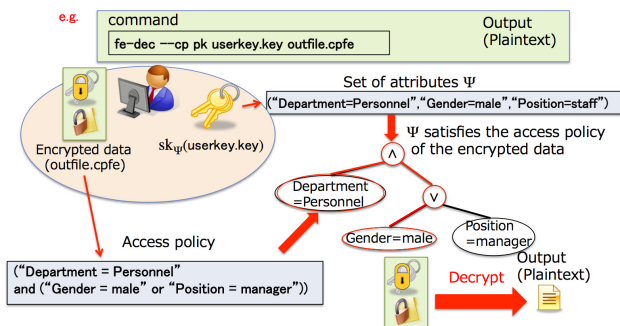 e.g.
command
Output
(Plaintext)
fe-dec --cp pk userkey.key outfile.cpfe
Set of attributes Ψ
("Department=Personnel","Gender=male","Position=staff")
skΨ(userkey.key)
Encrypted data
(outfile.cpfe)
Ψ satisfies the access policy
of the encrypted data
∧
Department
=Personnel
∨
Gender=male
Position
=manager
Access policy
("Department = Personnel"
and ("Gender = male" or "Position = manager"))
Decrypt
Output
(Plaintext)